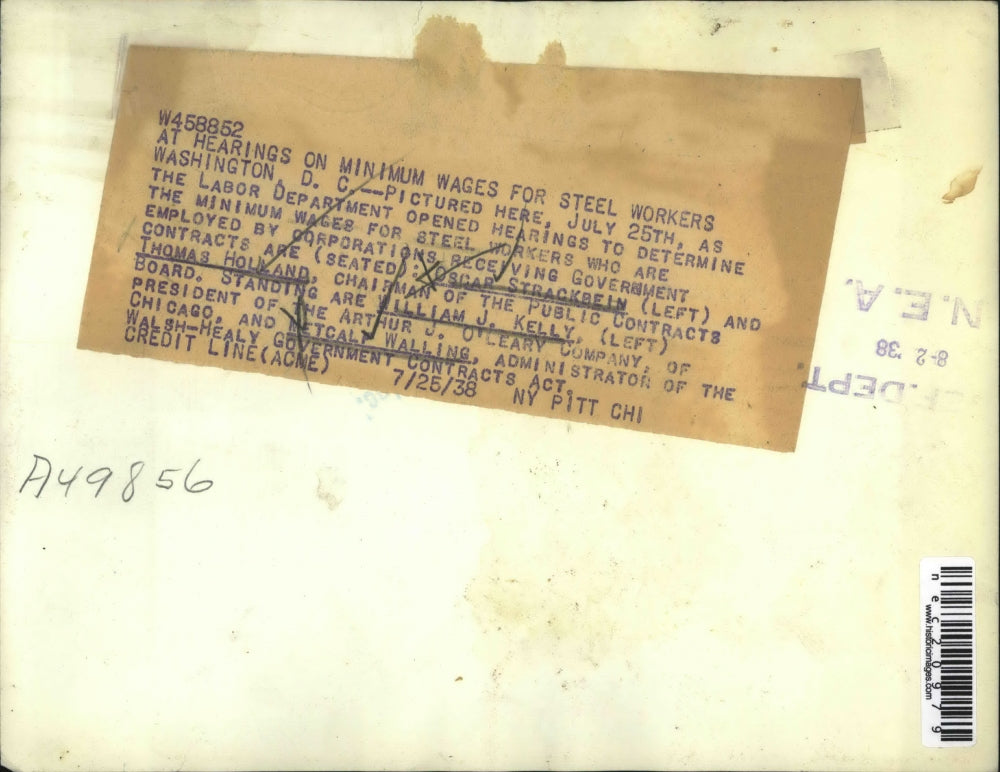 W458852
AT HEARINGS ON MINIMUM WAGES FOR STEEL WORKERS
WASHINGTON, D. C.--PICTURED HERE, JULY 25TH, AS
THE LABOR DEPARTMENT OPENED HEARINGS TO DETERMINE
THE MINIMUM WAGES FOR STEEL WORKERS WHO ARE
EMPLOYED BY CORPORATIONS RECEIVING GOVERNMENT
CONTRACTS ARE (SEATED): OSCAR STRACKBEIN (LEFT) AND
THOMAS HOLLAND, CHAIRMAN OF THE PUBLIC CONTRACTS
BOARD. STANDING ARE WILLIAM J. KELLY, (LEFT)
PRESIDENT OF THE ARTHUR J. O'LEARY COMPANY, OF
CHICAGO, AND METCALF WALLING, ADMINISTRATOR OF THE
WALSH-HEALY GOVERNMENT CONTRACTS ACT.
CREDIT LINE (ACME) 7/25/38 NY PITT CHI
N.E.A.
8-2 '38
DEPT.
A49856
nec20979
www.historicimages.com